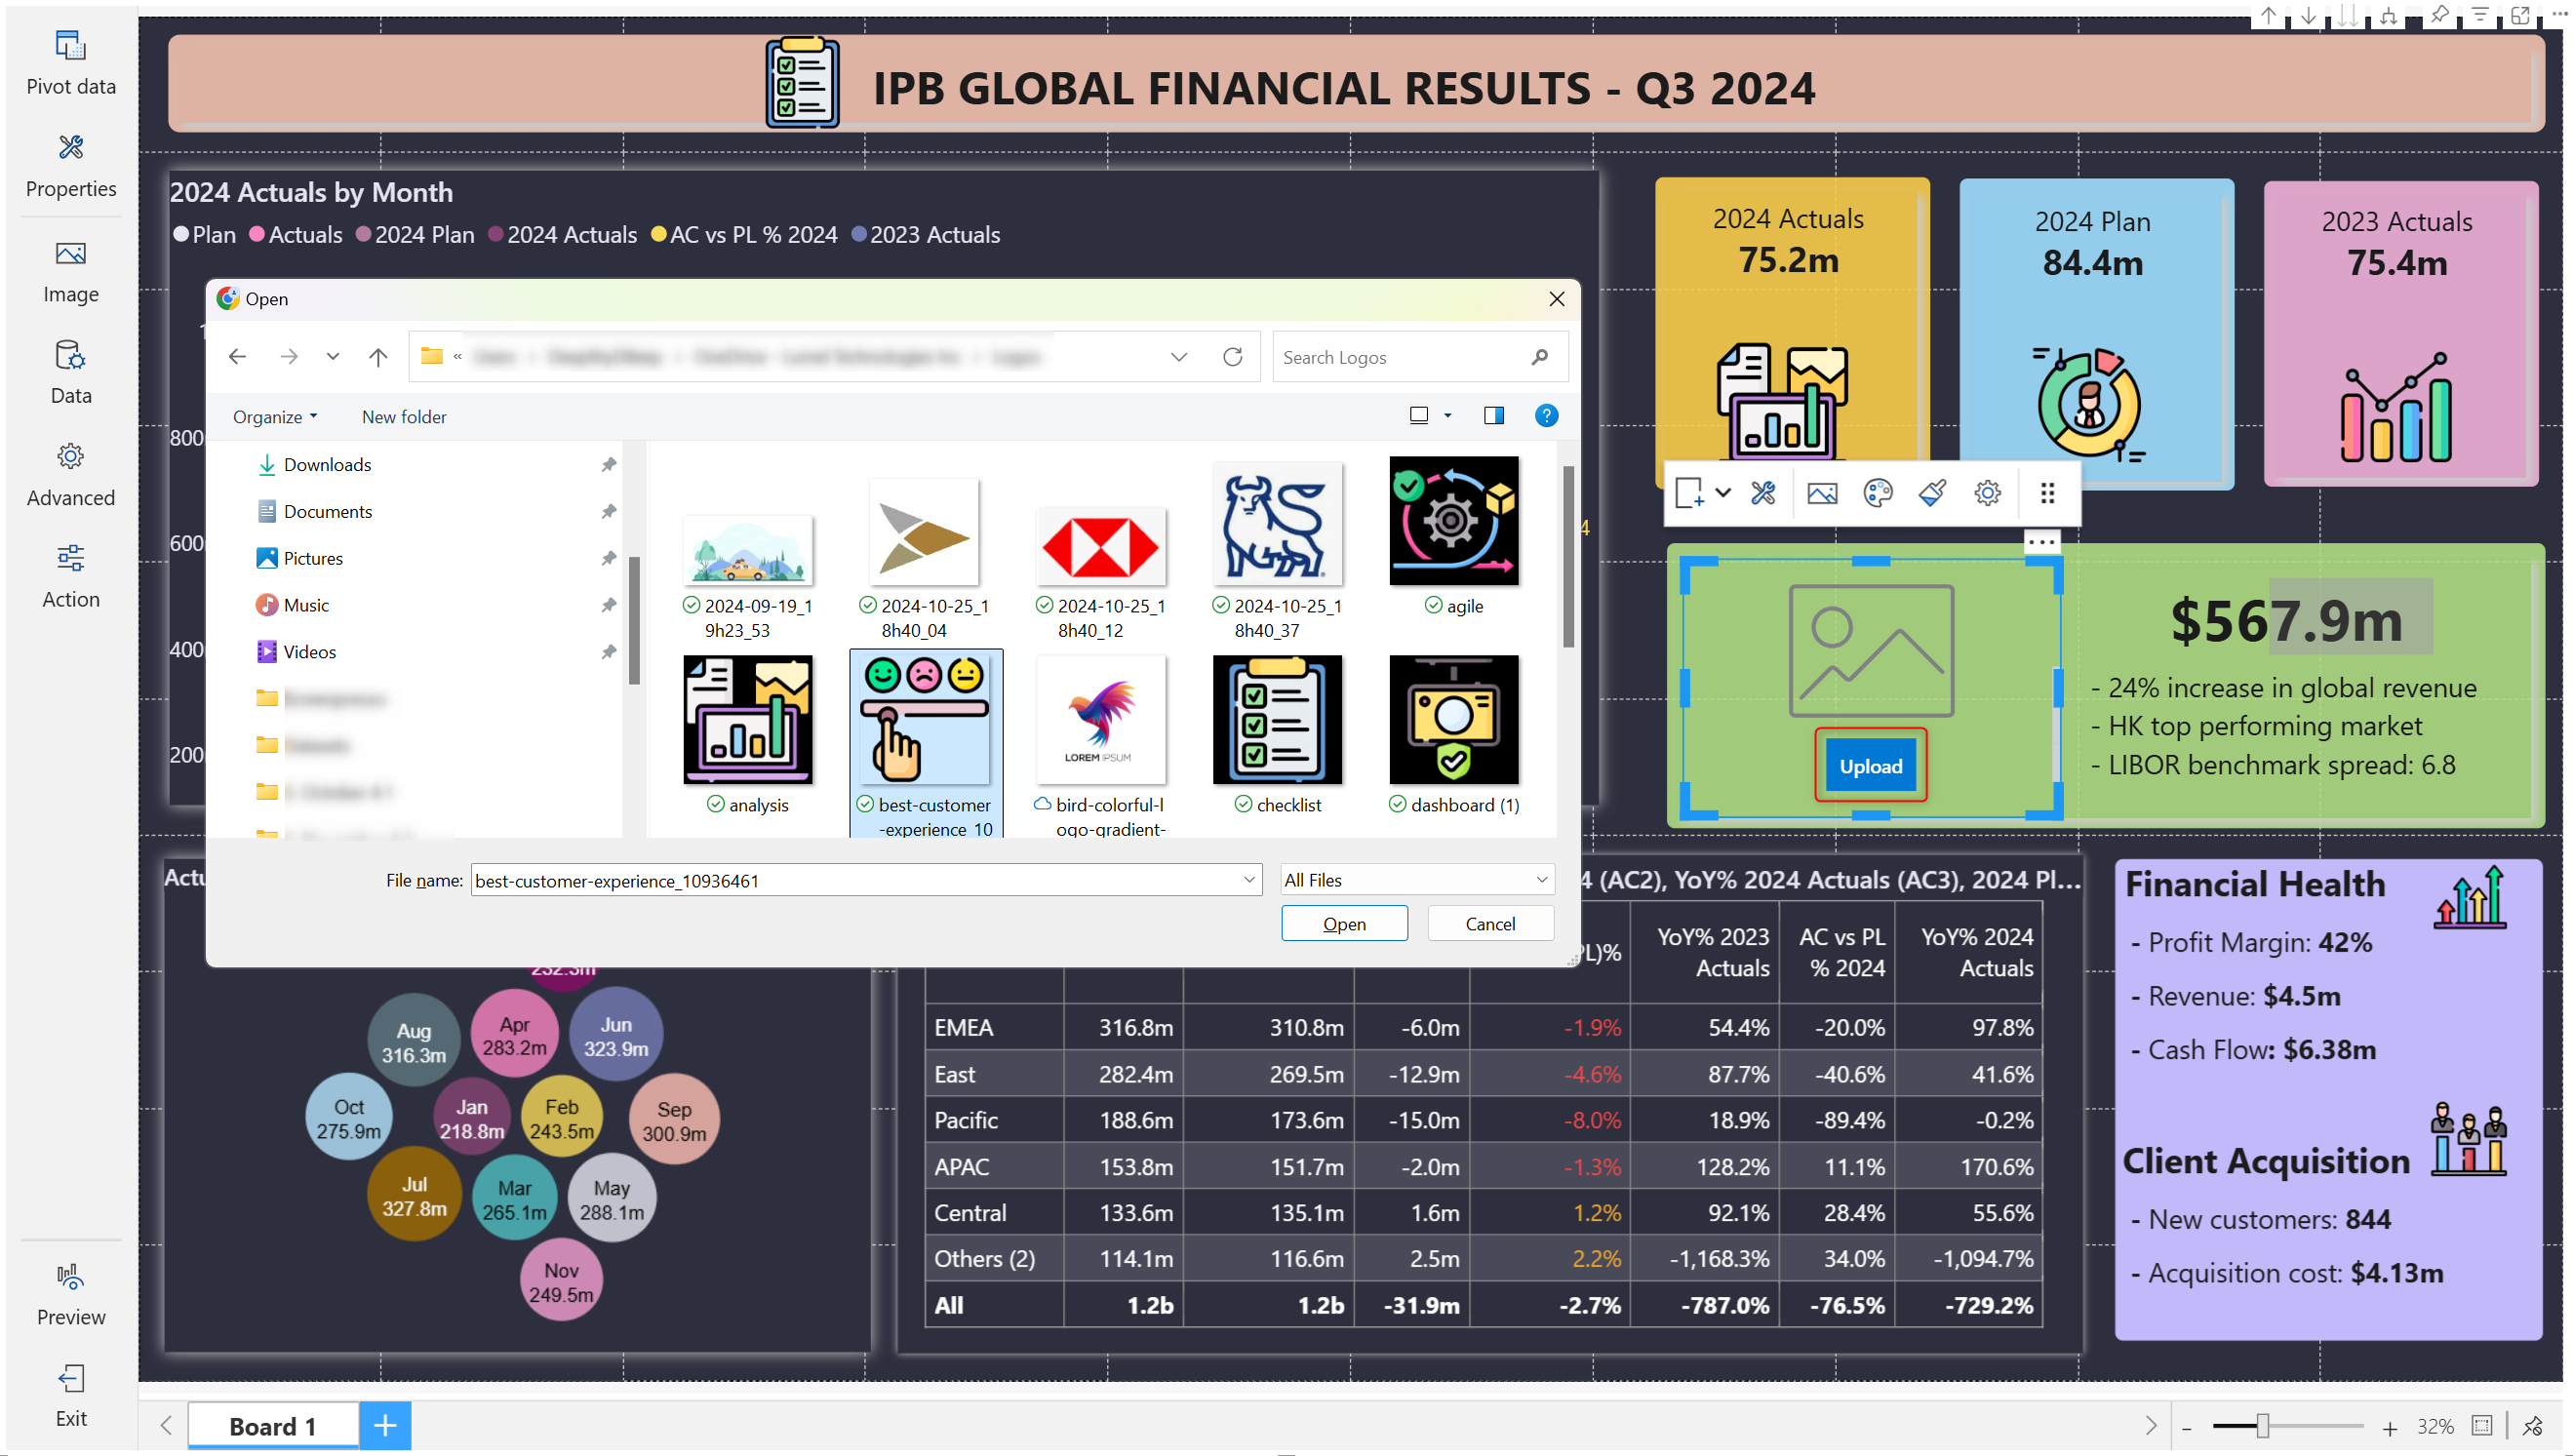 Pivot data
Properties
Image
Data
Advanced
Action
Preview
Exit
IPB GLOBAL FINANCIAL RESULTS - Q3 2024
2024 Actuals by Month
Plan Actuals 2024 Plan 2024 Actuals AC vs PL % 2024 2023 Actuals
800
600
400
200
2024 Actuals
75.2m
2024 Plan
84.4m
2023 Actuals
75.4m
Open
«
Search Logos
Organize
New folder
?
Downloads
Documents
Pictures
Music
Videos
2024-09-19_1
9h23_53
2024-10-25_1
8h40_04
2024-10-25_1
8h40_12
2024-10-25_1
8h40_37
agile
LOREM IPSUM
analysis
best-customer
-experience_10
bird-colorful-l
ogo-gradient-
checklist
dashboard (1)
File name: best-customer-experience_10936461
All Files
Open
Cancel
4
Upload
$567.9m
- 24% increase in global revenue
- HK top performing market
- LIBOR benchmark spread: 6.8
Actu
232.3m
Aug
316.3m
Apr
283.2m
Jun
323.9m
Oct
275.9m
Jan
218.8m
Feb
243.5m
Sep
300.9m
Jul
327.8m
Mar
265.1m
May
288.1m
Nov
249.5m
4 (AC2), YoY% 2024 Actuals (AC3), 2024 Pl...
PL)%
YoY% 2023
Actuals
AC vs PL
% 2024
YoY% 2024
Actuals
EMEA 316.8m 310.8m -6.0m -1.9% 54.4% -20.0% 97.8%
East 282.4m 269.5m -12.9m -4.6% 87.7% -40.6% 41.6%
Pacific 188.6m 173.6m -15.0m -8.0% 18.9% -89.4% -0.2%
APAC 153.8m 151.7m -2.0m -1.3% 128.2% 11.1% 170.6%
Central 133.6m 135.1m 1.6m 1.2% 92.1% 28.4% 55.6%
Others (2) 114.1m 116.6m 2.5m 2.2% -1,168.3% 34.0% -1,094.7%
All 1.2b 1.2b -31.9m -2.7% -787.0% -76.5% -729.2%
Financial Health
- Profit Margin: 42%
- Revenue: $4.5m
- Cash Flow: $6.38m
Client Acquisition
- New customers: 844
- Acquisition cost: $4.13m
Board 1
+
- + 32%